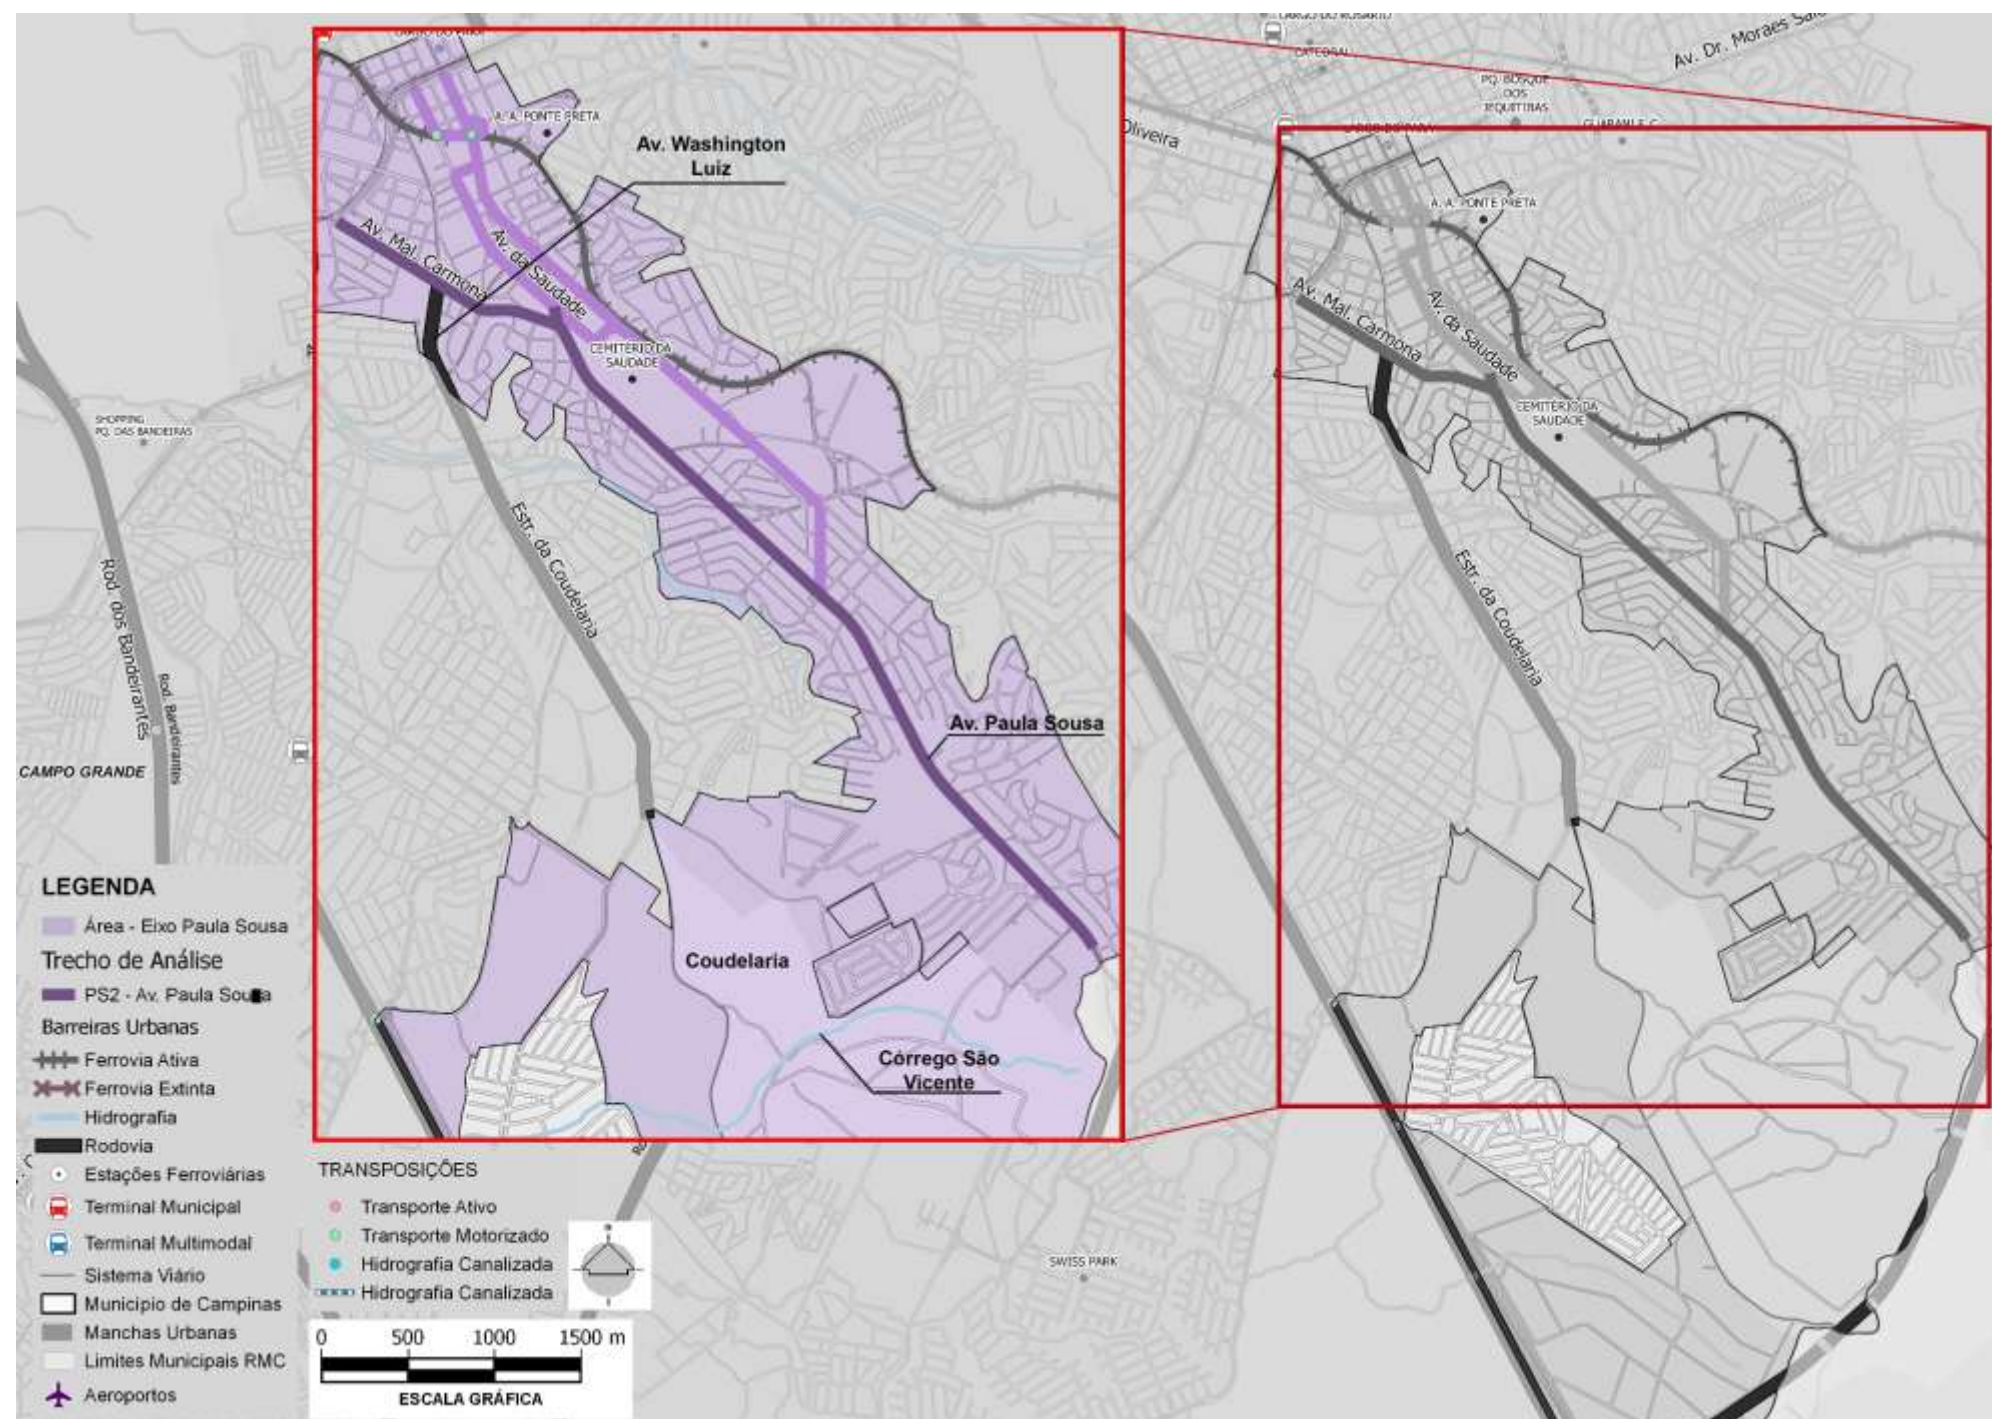 Av. Dr. Moraes
CATEDRAL
PQ. BOSQUE
DOS
JEQUITIBÁS
GUARANI F. C.
Oliveira
A. A. PONTE PRETA
Av. Washington
Luiz
Av. Mal. Carmona
Av. da Saudade
CEMITÉRIO DA
SAUDADE
Estr. da Coudelaria
Av. Paula Sousa
Coudelaria
Córrego São
Vicente
A. A. PONTE PRETA
Av. Mal. Carmona
Av. da Saudade
CEMITÉRIO DA
SAUDADE
Estr. da Coudelaria
SHOPPING
PQ. DAS BANDEIRAS
Rod. dos Bandeirantes
Rod. Bandeirantes
CAMPO GRANDE
SWISS PARK
LEGENDA
Área - Eixo Paula Sousa
Trecho de Análise
PS2 - Av. Paula Sousa
Barreiras Urbanas
Ferrovia Ativa
Ferrovia Extinta
Hidrografia
Rodovia
Estações Ferroviárias
Terminal Municipal
Terminal Multimodal
Sistema Viário
Município de Campinas
Manchas Urbanas
Limites Municipais RMC
Aeroportos
TRANSPOSIÇÕES
Transporte Ativo
Transporte Motorizado
Hidrografia Canalizada
Hidrografia Canalizada
0 500 1000 1500 m
ESCALA GRÁFICA